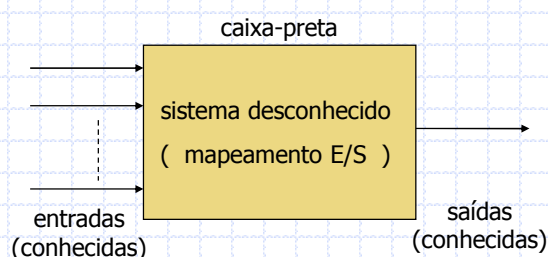 caixa-preta
sistema desconhecido
( mapeamento E/S )
entradas
(conhecidas)
saídas
(conhecidas)